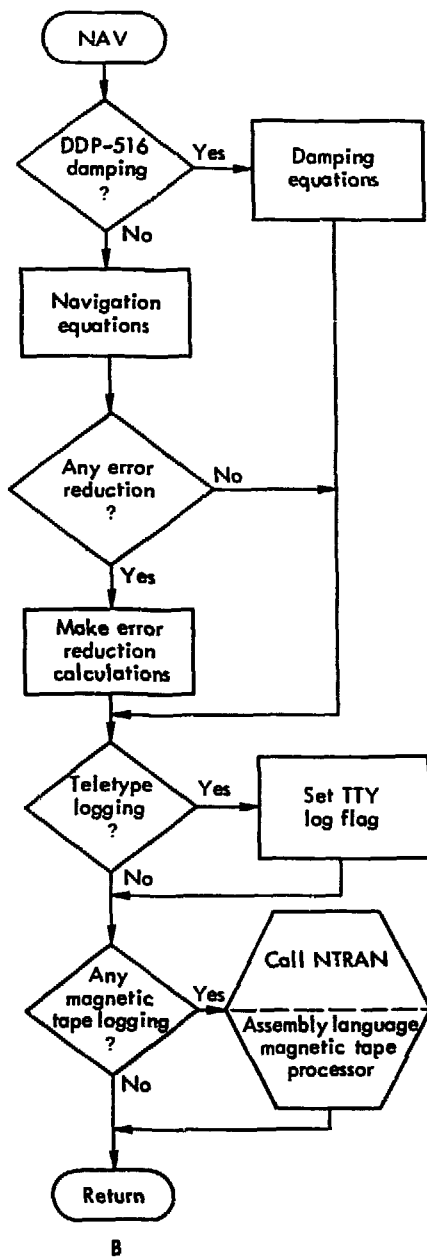 NAV
DDP-516
damping
?
Yes
Damping
equations
No
Navigation
equations
Any error
reduction
?
No
Yes
Make error
reduction
calculations
Teletype
logging
?
Yes
Set TTY
log flag
No
Any
magnetic
tape logging
?
Yes
Call NTRAN
Assembly language
magnetic tape
processor
No
Return
B